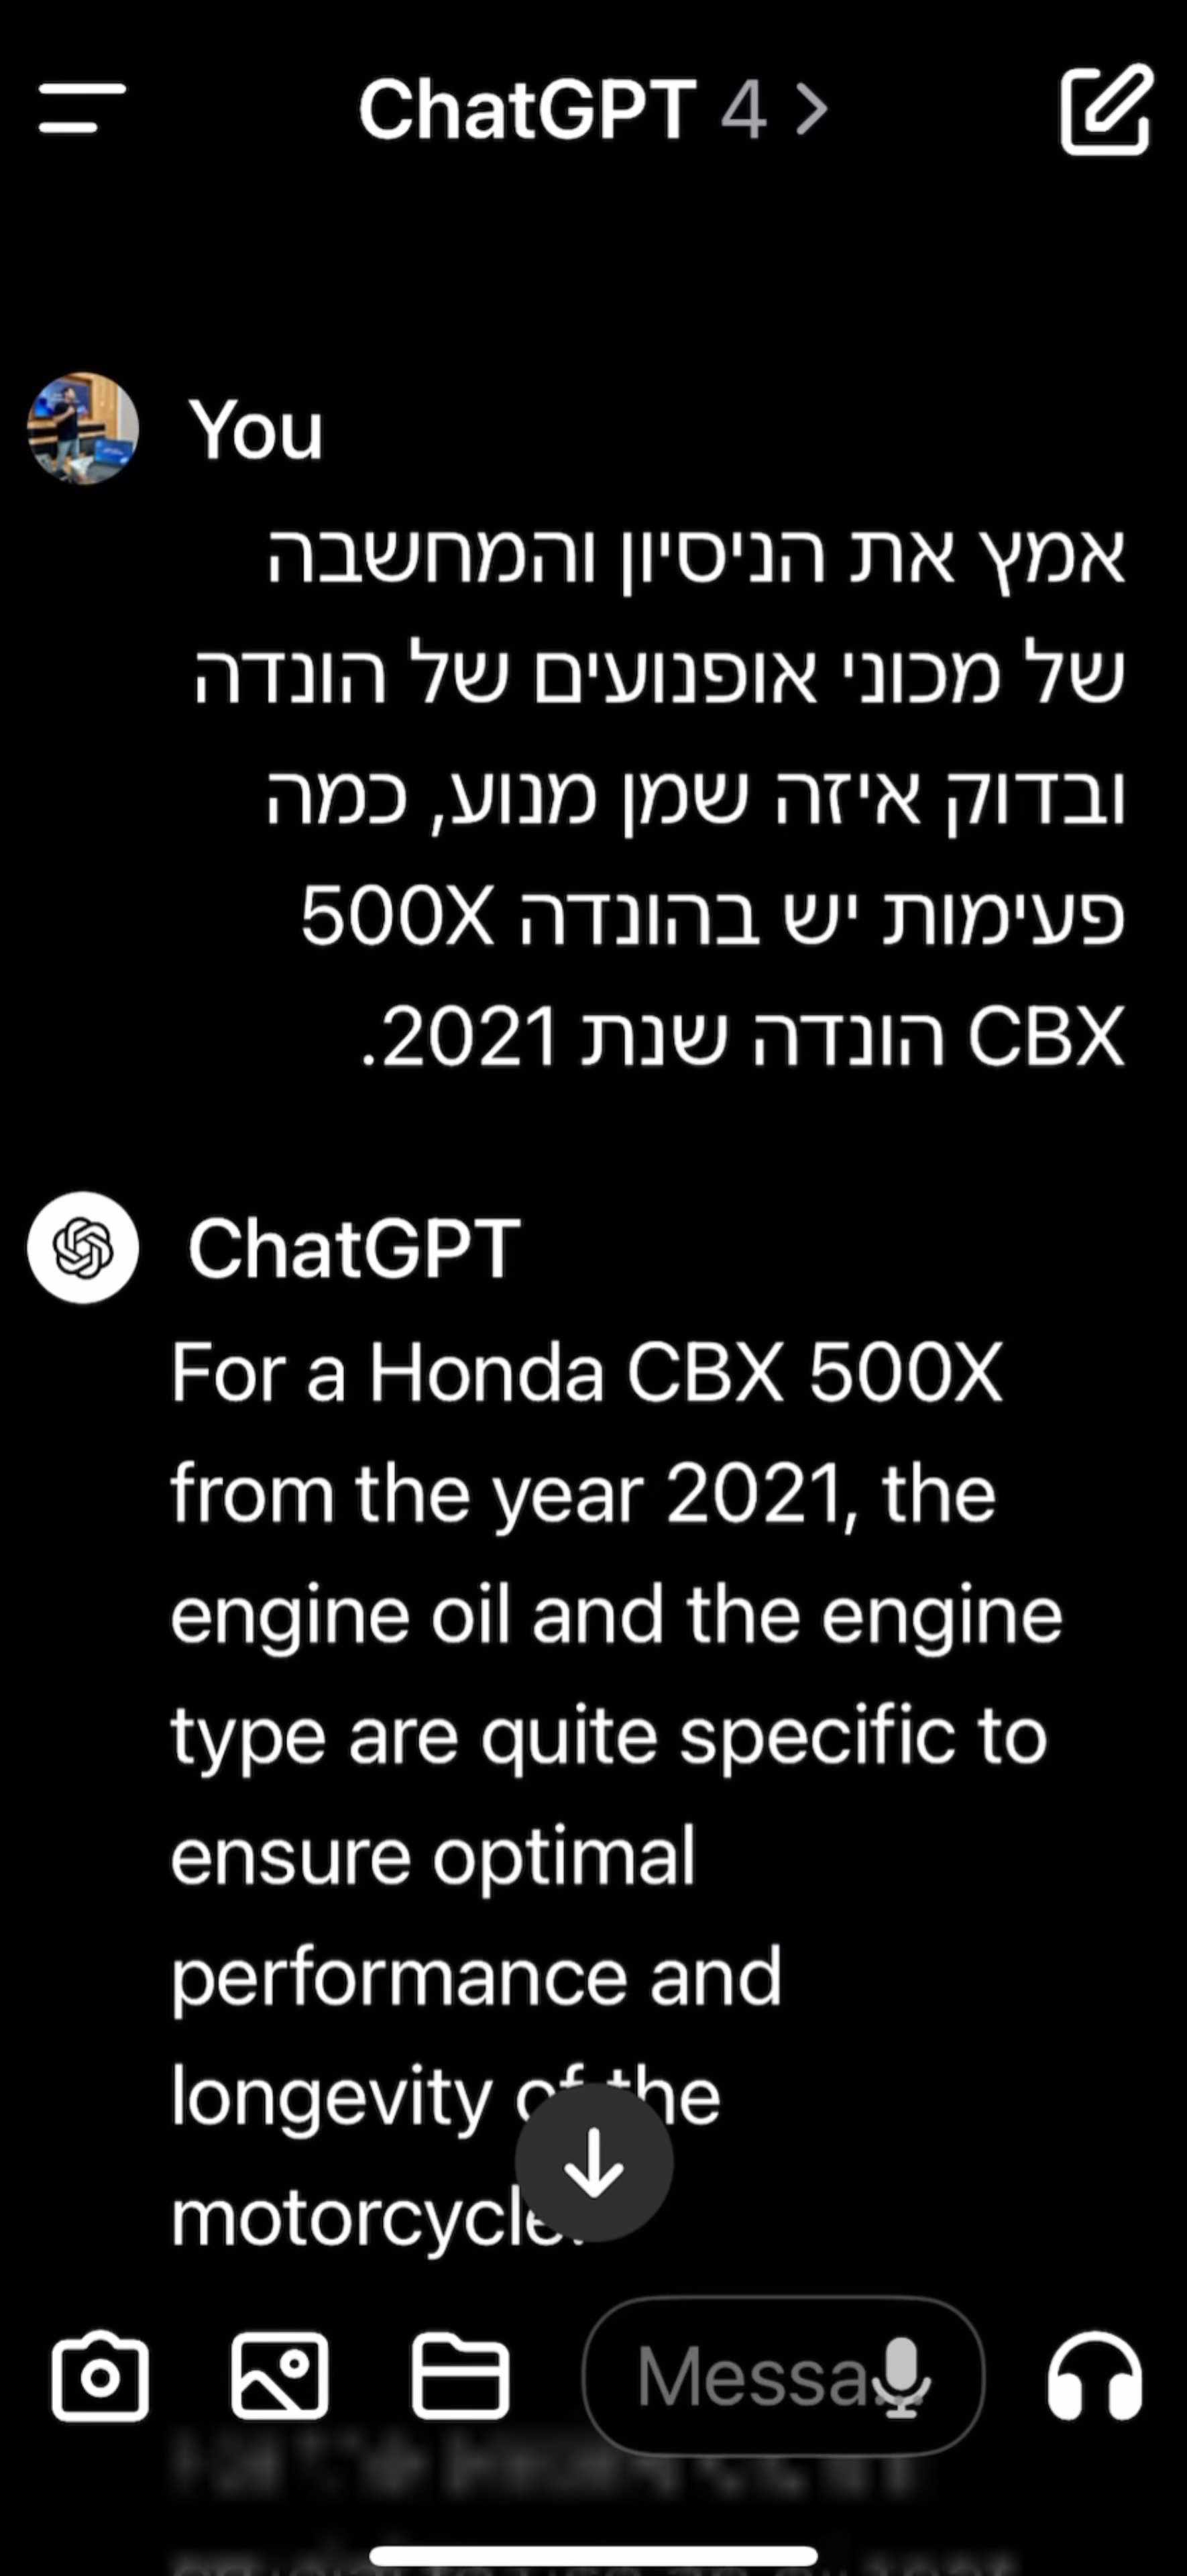 ChatGPT 4
You
אמץ את הניסיון והמחשבה
של מכוני אופנועים של הונדה
ובדוק איזה שמן מנוע, כמה
פעימות יש בהונדה 500X
CBX הונדה שנת 2021.
ChatGPT
For a Honda CBX 500X
from the year 2021, the
engine oil and the engine
type are quite specific to
ensure optimal
performance and
longevity of the
motorcycle.
Messa...